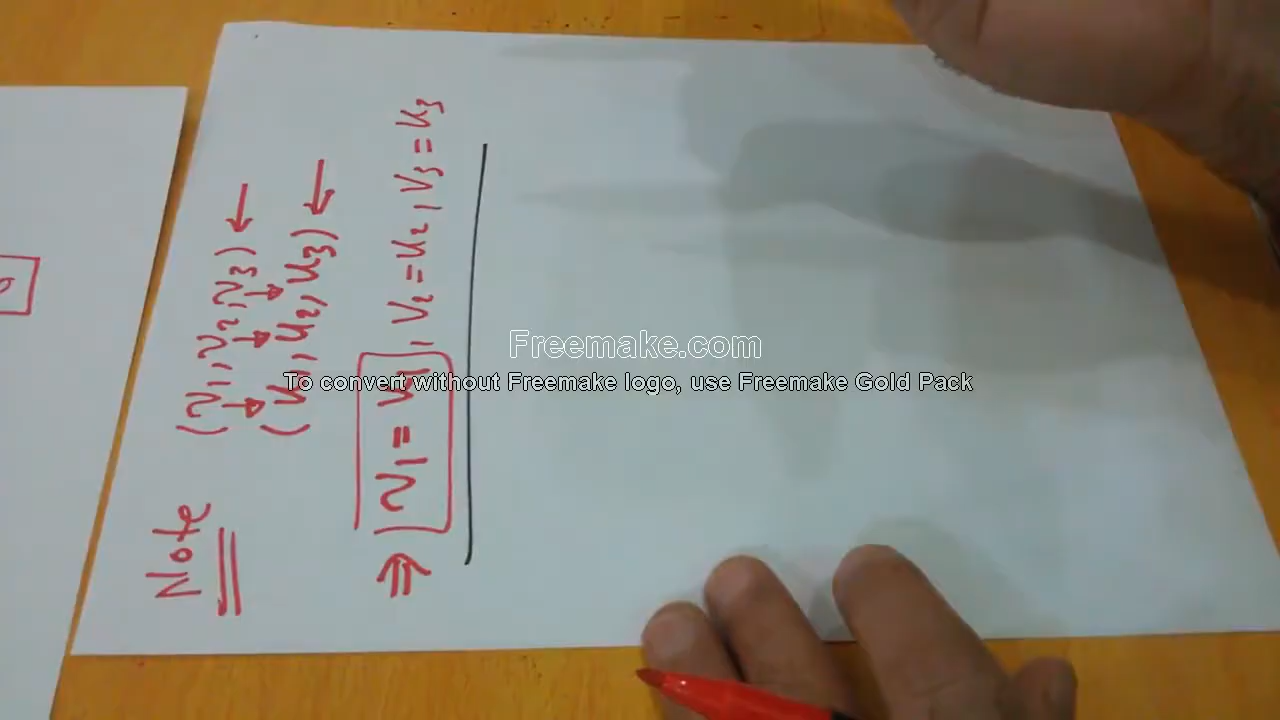 Note
(v1, v2, v3) ←
(u1, u2, u3) ←
⇒ v1 = u1, v2 = u2, v3 = u3
Freemake.com
To convert without Freemake logo, use Freemake Gold Pack